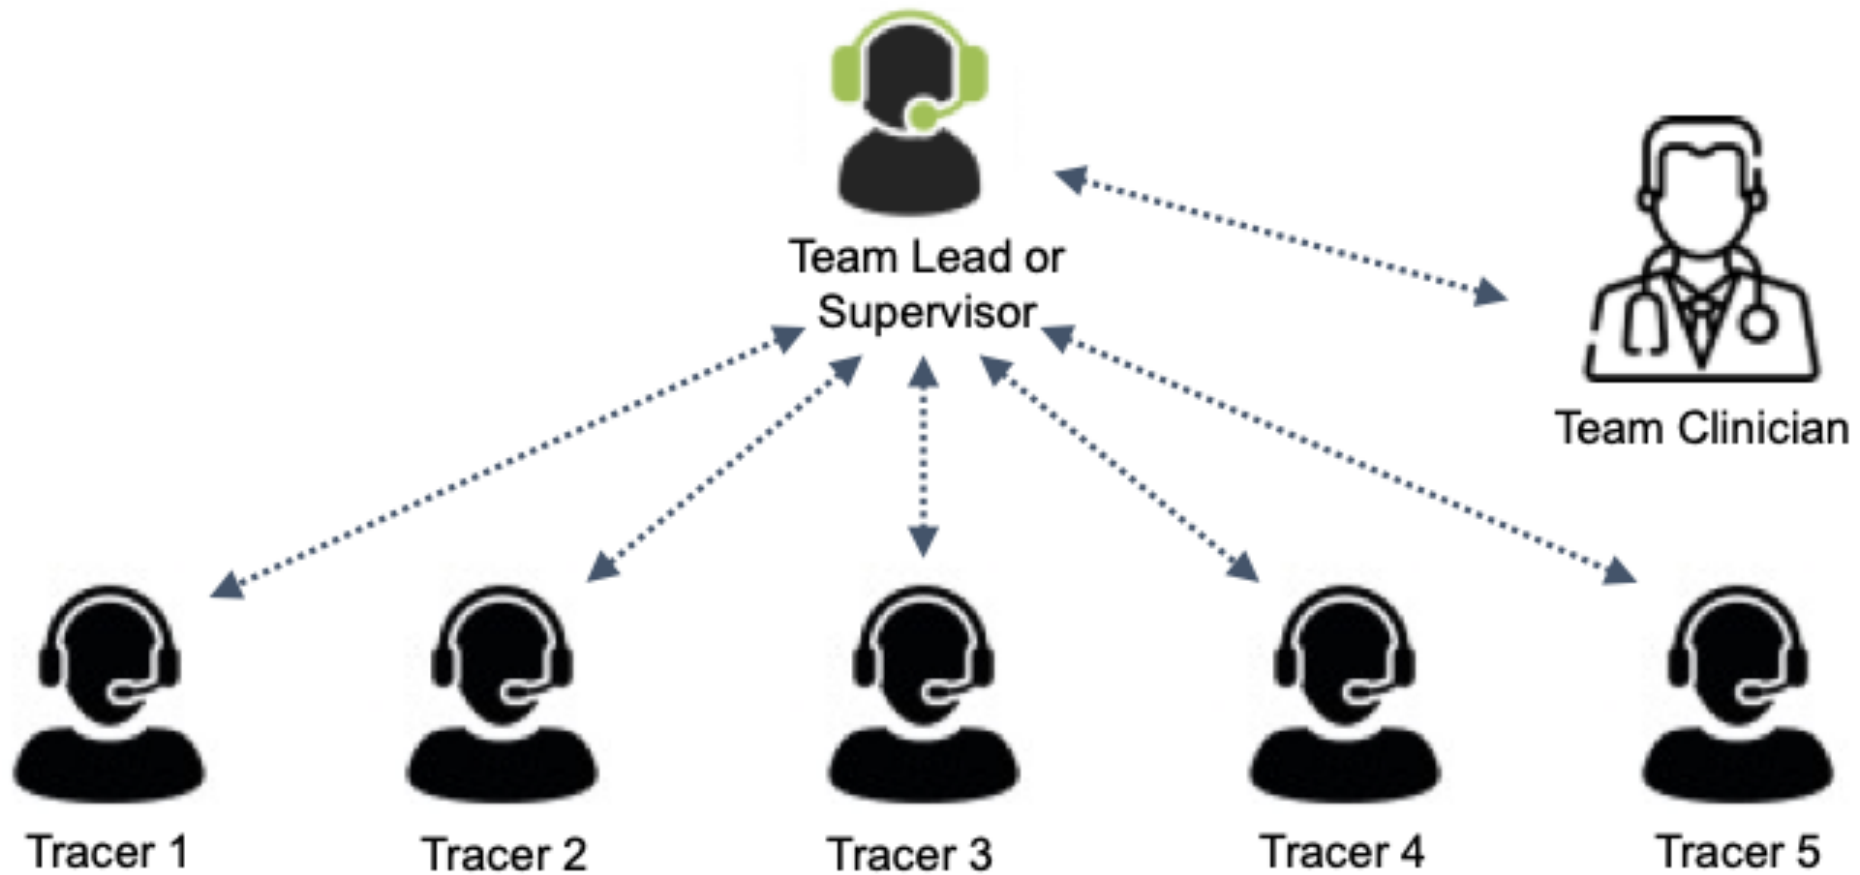 Team Lead or
Supervisor
Team Clinician
Tracer 1
Tracer 2
Tracer 3
Tracer 4
Tracer 5